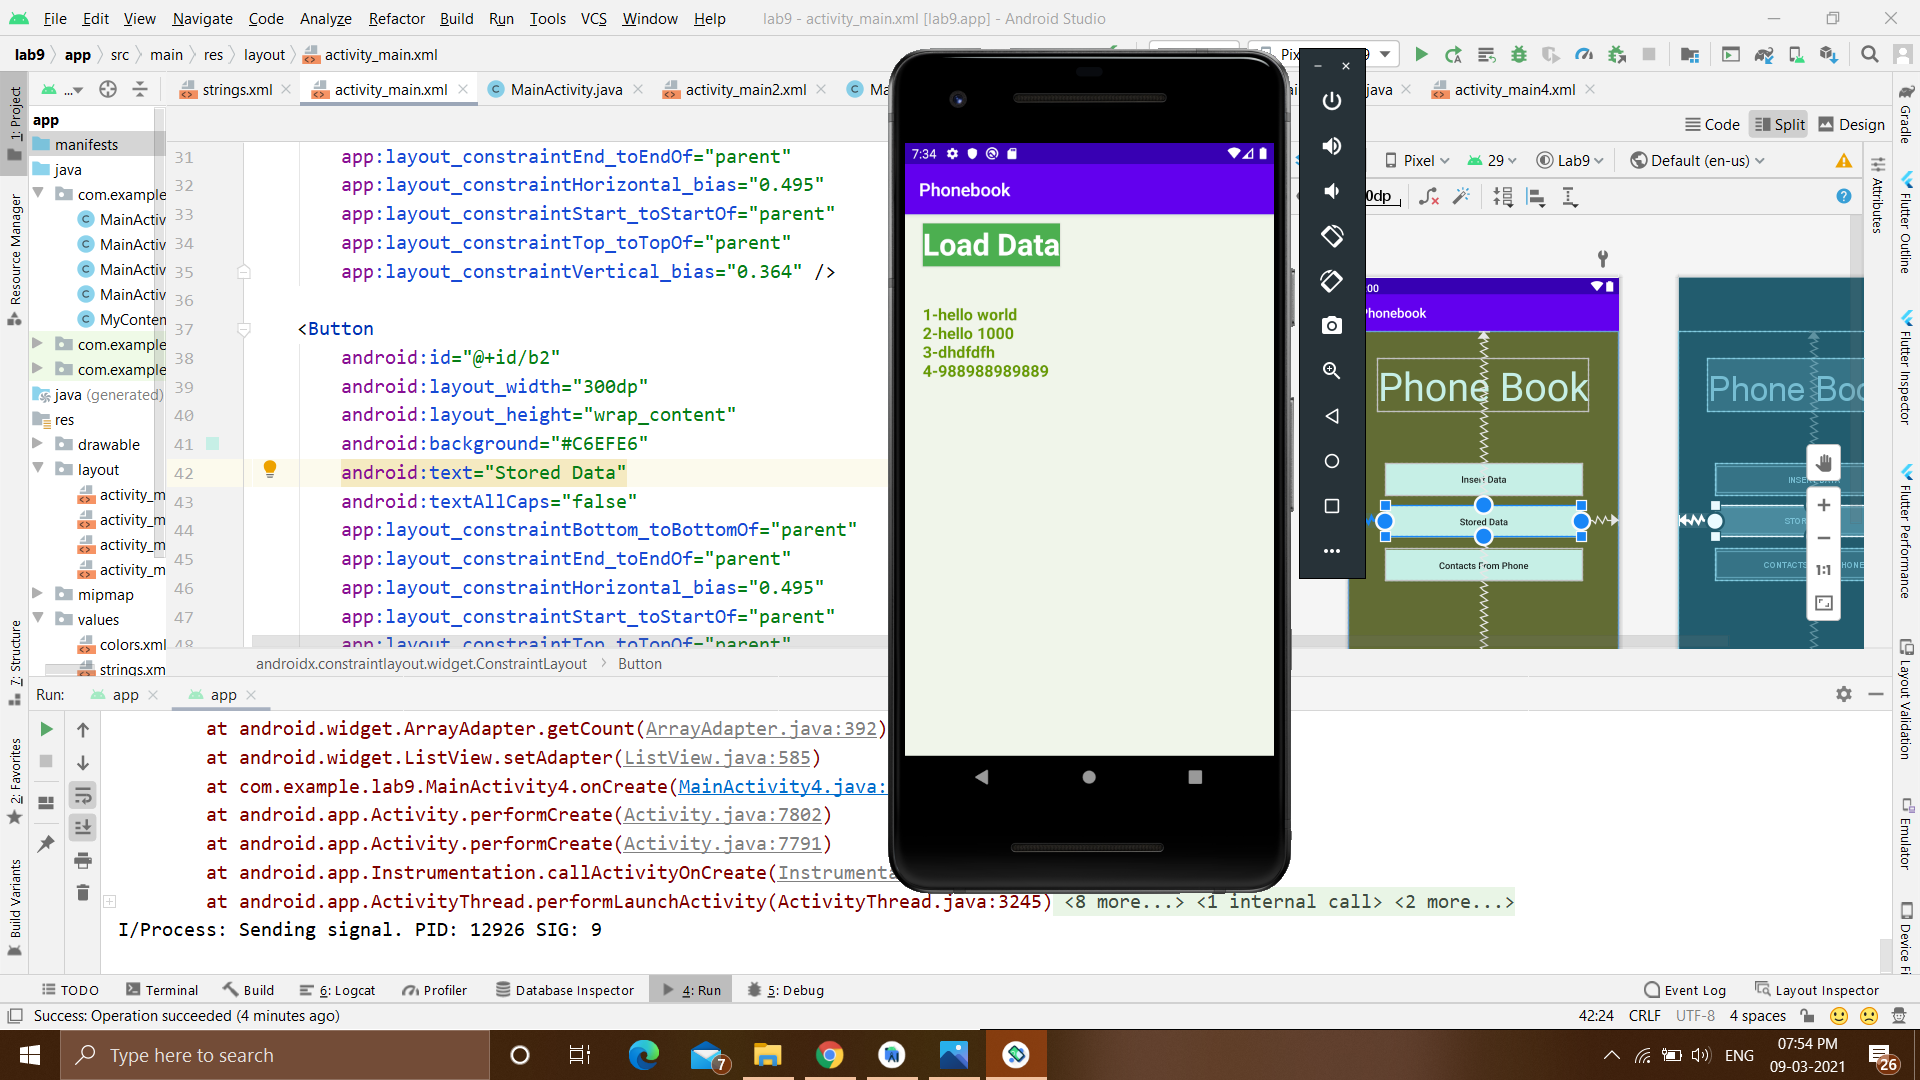 File Edit View Navigate Code Analyze Refactor Build Run Tools VCS Window Help lab9 - activity_main.xml [lab9.app] - Android Studio
lab9 app src main res layout activity_main.xml
strings.xml activity_main.xml MainActivity.java activity_main2.xml activity_main4.xml
Code Split Design
Pixel 29 Lab9 Default (en-us)
1: Project
Resource Manager
7: Structure
2: Favorites
Build Variants
app
manifests
java
com.example
MainActiv
MainActiv
MainActiv
MainActiv
MyConten
com.example
com.example
java (generated)
res
drawable
layout
activity_m
activity_m
activity_m
activity_m
mipmap
values
colors.xml
strings.xm
31 app:layout_constraintEnd_toEndOf="parent"
32 app:layout_constraintHorizontal_bias="0.495"
33 app:layout_constraintStart_toStartOf="parent"
34 app:layout_constraintTop_toTopOf="parent"
35 app:layout_constraintVertical_bias="0.364" />
36
37 <Button
38 android:id="@+id/b2"
39 android:layout_width="300dp"
40 android:layout_height="wrap_content"
41 android:background="#C6EFE6"
42 android:text="Stored Data"
43 android:textAllCaps="false"
44 app:layout_constraintBottom_toBottomOf="parent"
45 app:layout_constraintEnd_toEndOf="parent"
46 app:layout_constraintHorizontal_bias="0.495"
47 app:layout_constraintStart_toStartOf="parent"
48 app:layout_constraintTop_toTopOf="parent"
androidx.constraintlayout.widget.ConstraintLayout Button
7:34
Phonebook
Load Data
1-hello world
2-hello 1000
3-dhdfdfh
4-988988989889
Phonebook
Phone Book
Insert Data
Stored Data
Contacts From Phone
Phone Boo
1:1
Gradle
Attributes
Flutter Outline
Flutter Inspector
Flutter Performance
Layout Validation
Emulator
Device Fi
Run: app app
at android.widget.ArrayAdapter.getCount(ArrayAdapter.java:392)
at android.widget.ListView.setAdapter(ListView.java:585)
at com.example.lab9.MainActivity4.onCreate(MainActivity4.java:
at android.app.Activity.performCreate(Activity.java:7802)
at android.app.Activity.performCreate(Activity.java:7791)
at android.app.Instrumentation.callActivityOnCreate(Instrumenta
at android.app.ActivityThread.performLaunchActivity(ActivityThread.java:3245) <8 more...> <1 internal call> <2 more...>
I/Process: Sending signal. PID: 12926 SIG: 9
TODO Terminal Build 6: Logcat Profiler Database Inspector 4: Run 5: Debug Event Log Layout Inspector
Success: Operation succeeded (4 minutes ago) 42:24 CRLF UTF-8 4 spaces
Type here to search 7 ENG 07:54 PM 26
09-03-2021